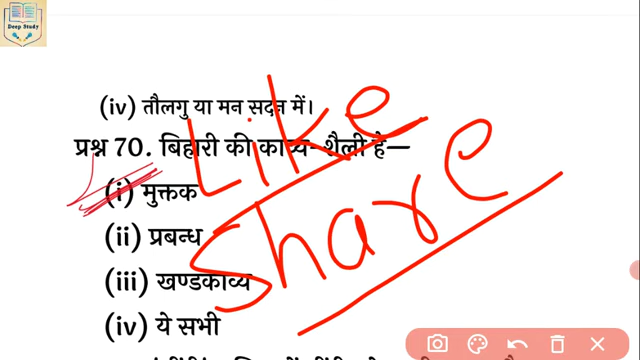 Deep Study
(iv) तौलगु या मन सदन में।
प्रश्न 70. बिहारी की काव्य-शैली है—
(i) मुक्तक
(ii) प्रबन्ध
(iii) खण्डकाव्य
(iv) ये सभी
Like
Share